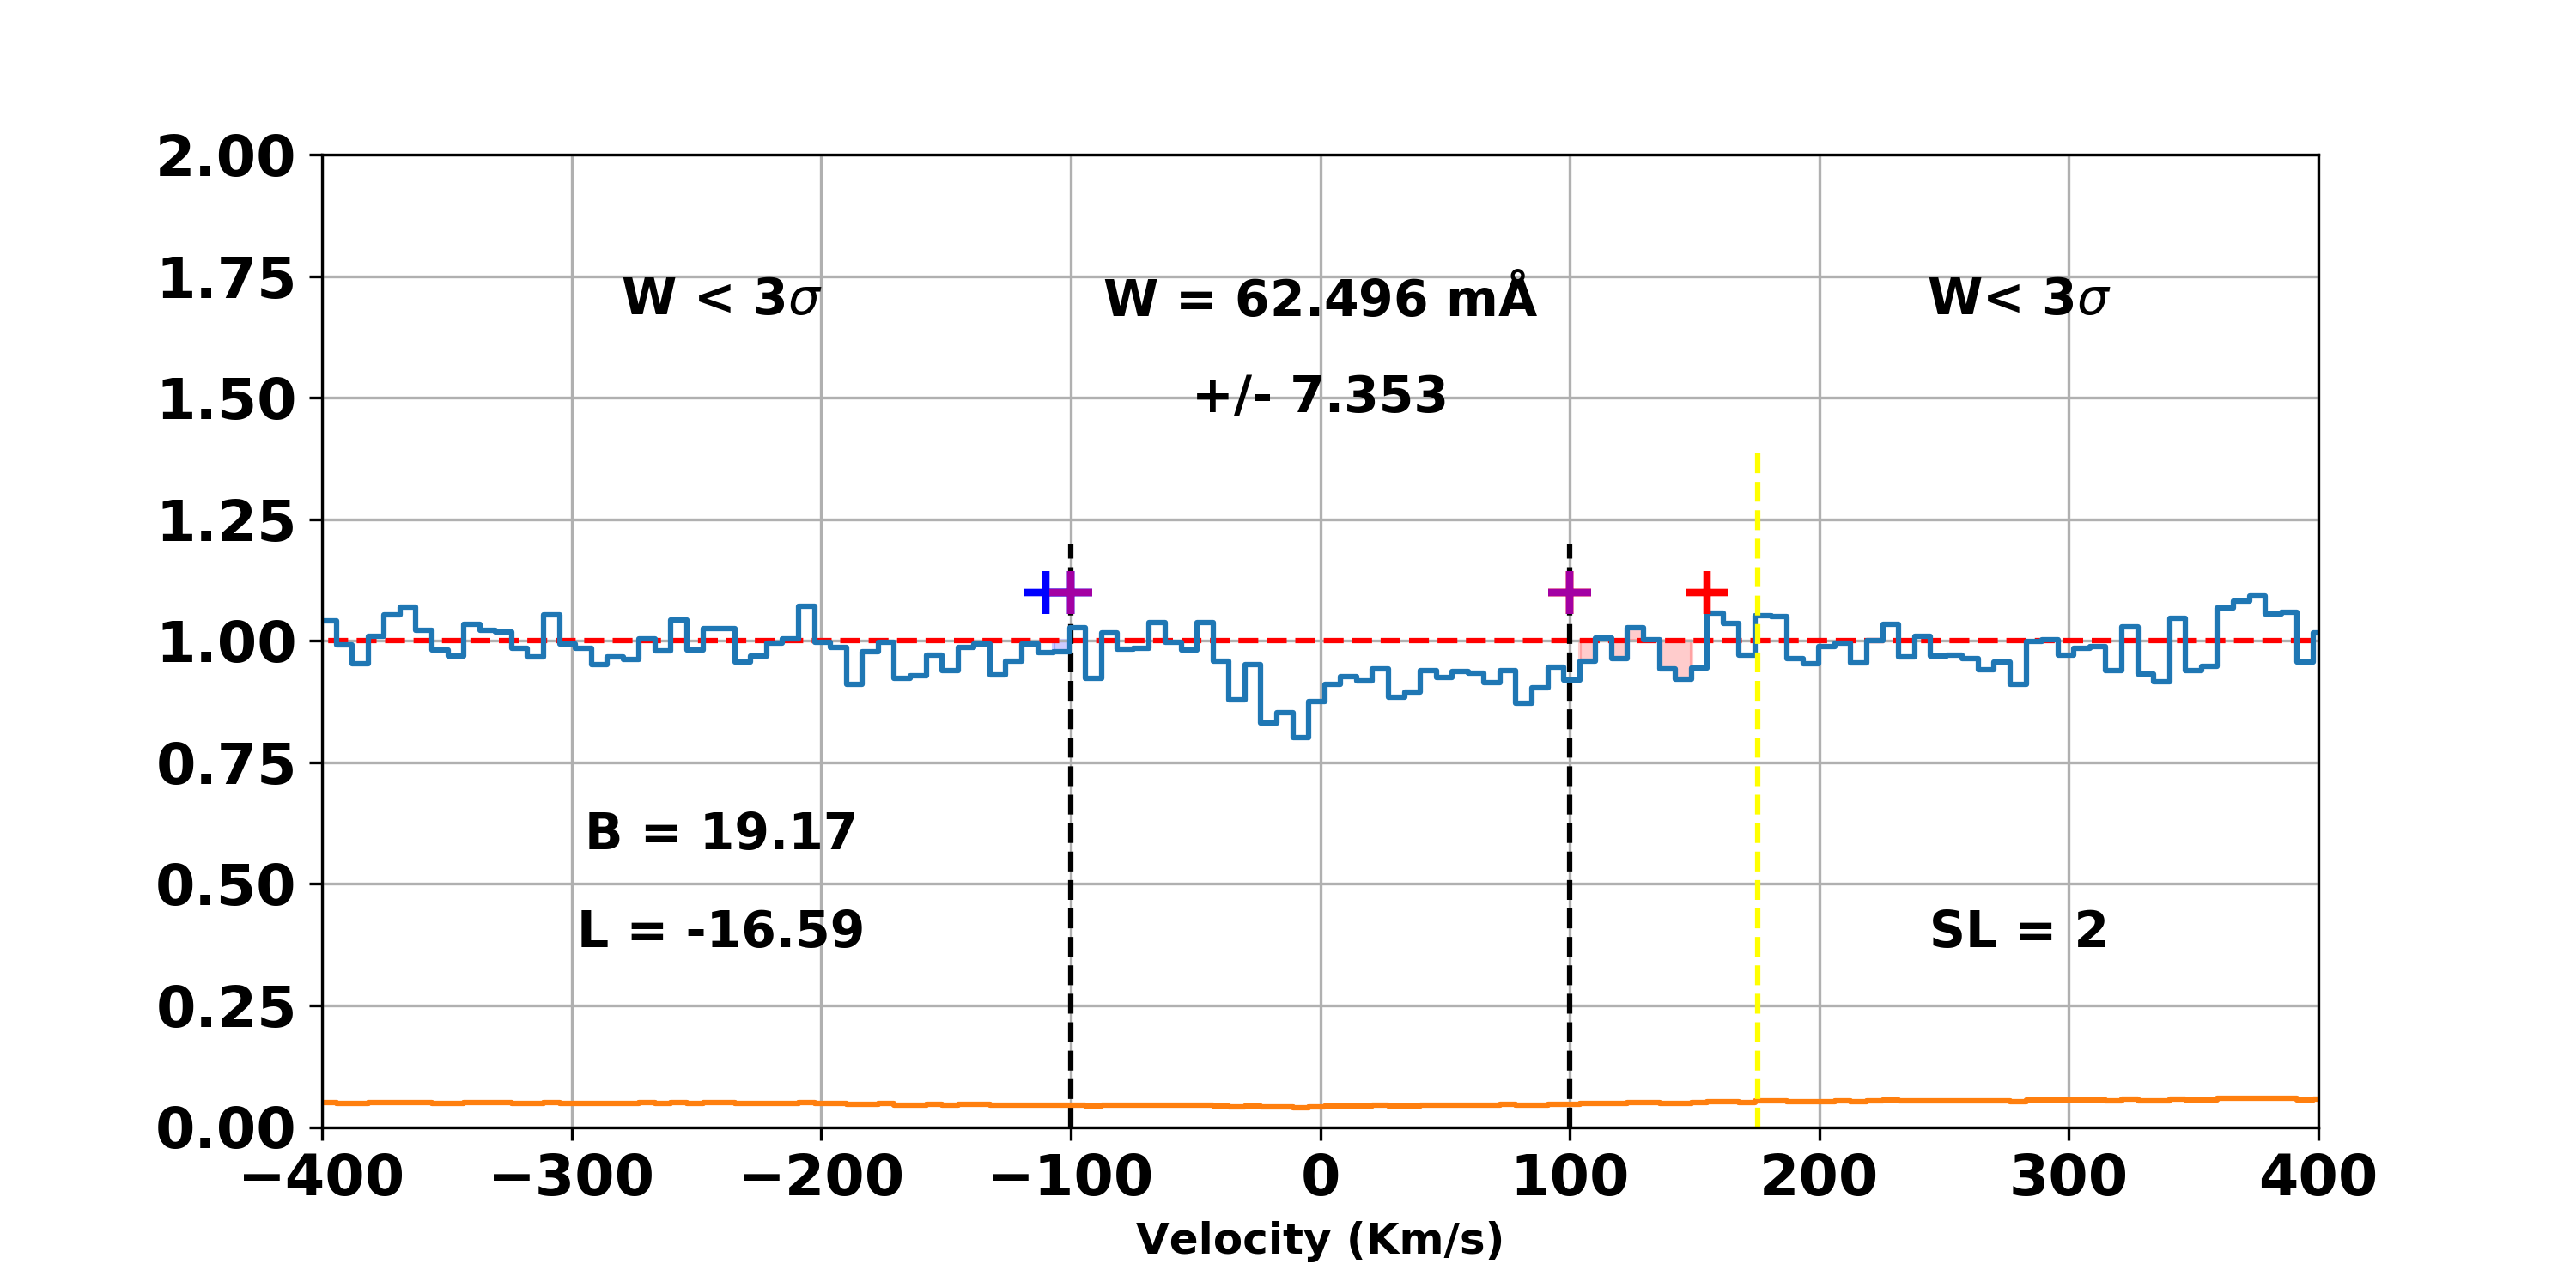 2.00
1.75
1.50
1.25
1.00
0.75
0.50
0.25
0.00
W < 3σ
W = 62.496 mÅ
+/- 7.353
W< 3σ
B = 19.17
L = -16.59
SL = 2
−400 −300 −200 −100 0 100 200 300 400
Velocity (Km/s)